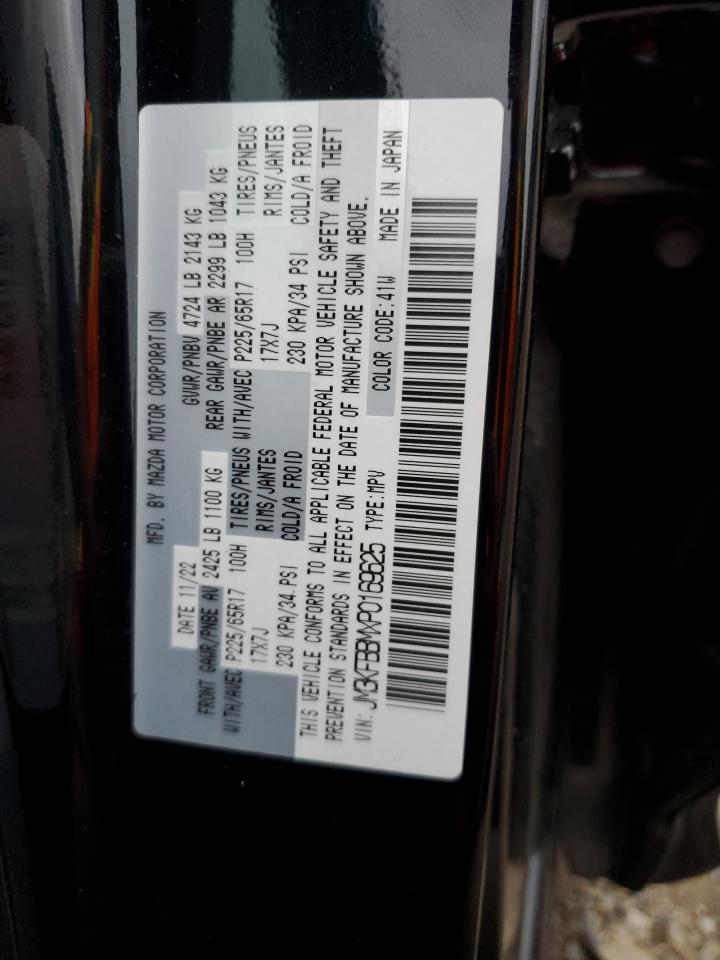 MFD. BY MAZDA MOTOR CORPORATION
DATE 11/22 GVWR/PNBV 4724 LB 2143 KG
FRONT GAWR/PNBE AV 2425 LB 1100 KG REAR GAWR/PNBE AR 2299 LB 1043 KG
WITH/AVEC P225/65R17 100H TIRES/PNEUS WITH/AVEC P225/65R17 100H TIRES/PNEUS
17X7J RIMS/JANTES 17X7J RIMS/JANTES
230 KPA/34 PSI COLD/A FROID 230 KPA/34 PSI COLD/A FROID
THIS VEHICLE CONFORMS TO ALL APPLICABLE FEDERAL MOTOR VEHICLE SAFETY AND THEFT
PREVENTION STANDARDS IN EFFECT ON THE DATE OF MANUFACTURE SHOWN ABOVE.
VIN: JM3KFBBMXP0169625 TYPE:MPV COLOR CODE:41W MADE IN JAPAN